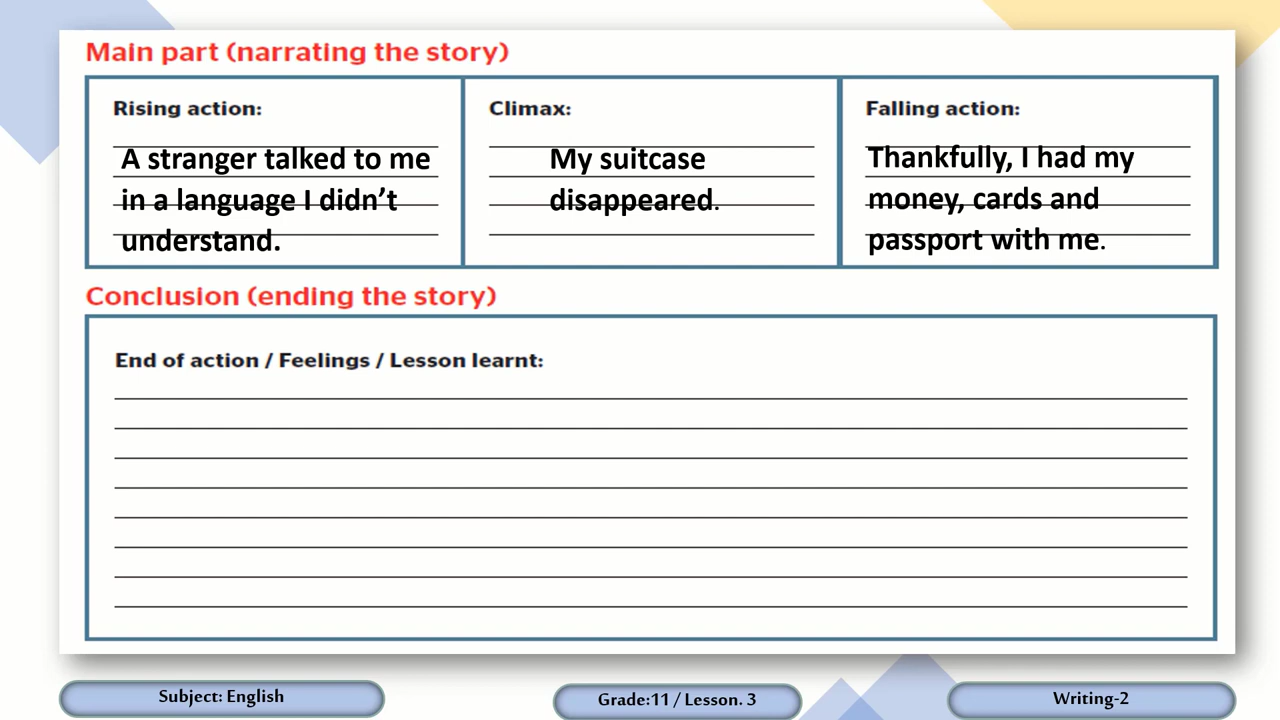 Main part (narrating the story)
Rising action:
A stranger talked to me
in a language I didn’t
understand.
Climax:
My suitcase
disappeared.
Falling action:
Thankfully, I had my
money, cards and
passport with me.
Conclusion (ending the story)
End of action / Feelings / Lesson learnt:
Subject: English
Grade:11 / Lesson. 3
Writing-2